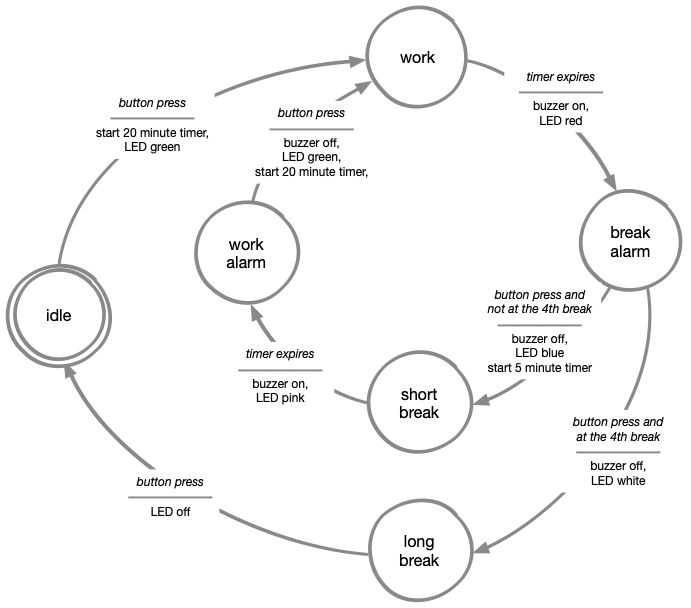 work
timer expires
buzzer on,
LED red
button press
start 20 minute timer,
LED green
button press
buzzer off,
LED green,
start 20 minute timer,
work
alarm
break
alarm
idle
button press and
not at the 4th break
buzzer off,
LED blue
start 5 minute timer
timer expires
buzzer on,
LED pink
short
break
button press and
at the 4th break
buzzer off,
LED white
button press
LED off
long
break